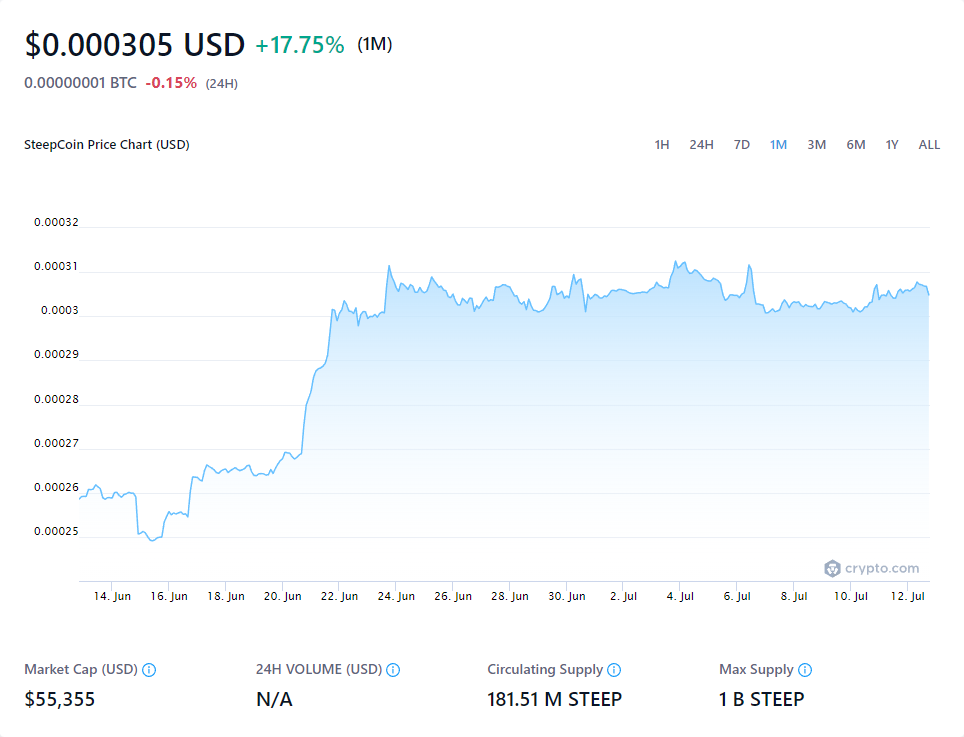 $0.000305 USD +17.75% (1M)
0.00000001 BTC -0.15% (24H)
SteepCoin Price Chart (USD) 1H 24H 7D 1M 3M 6M 1Y ALL
0.00032
0.00031
0.0003
0.00029
0.00028
0.00027
0.00026
0.00025
crypto.com
14. Jun 16. Jun 18. Jun 20. Jun 22. Jun 24. Jun 26. Jun 28. Jun 30. Jun 2. Jul 4. Jul 6. Jul 8. Jul 10. Jul 12. Jul
Market Cap (USD) 24H VOLUME (USD) Circulating Supply Max Supply
$55,355 N/A 181.51 M STEEP 1 B STEEP